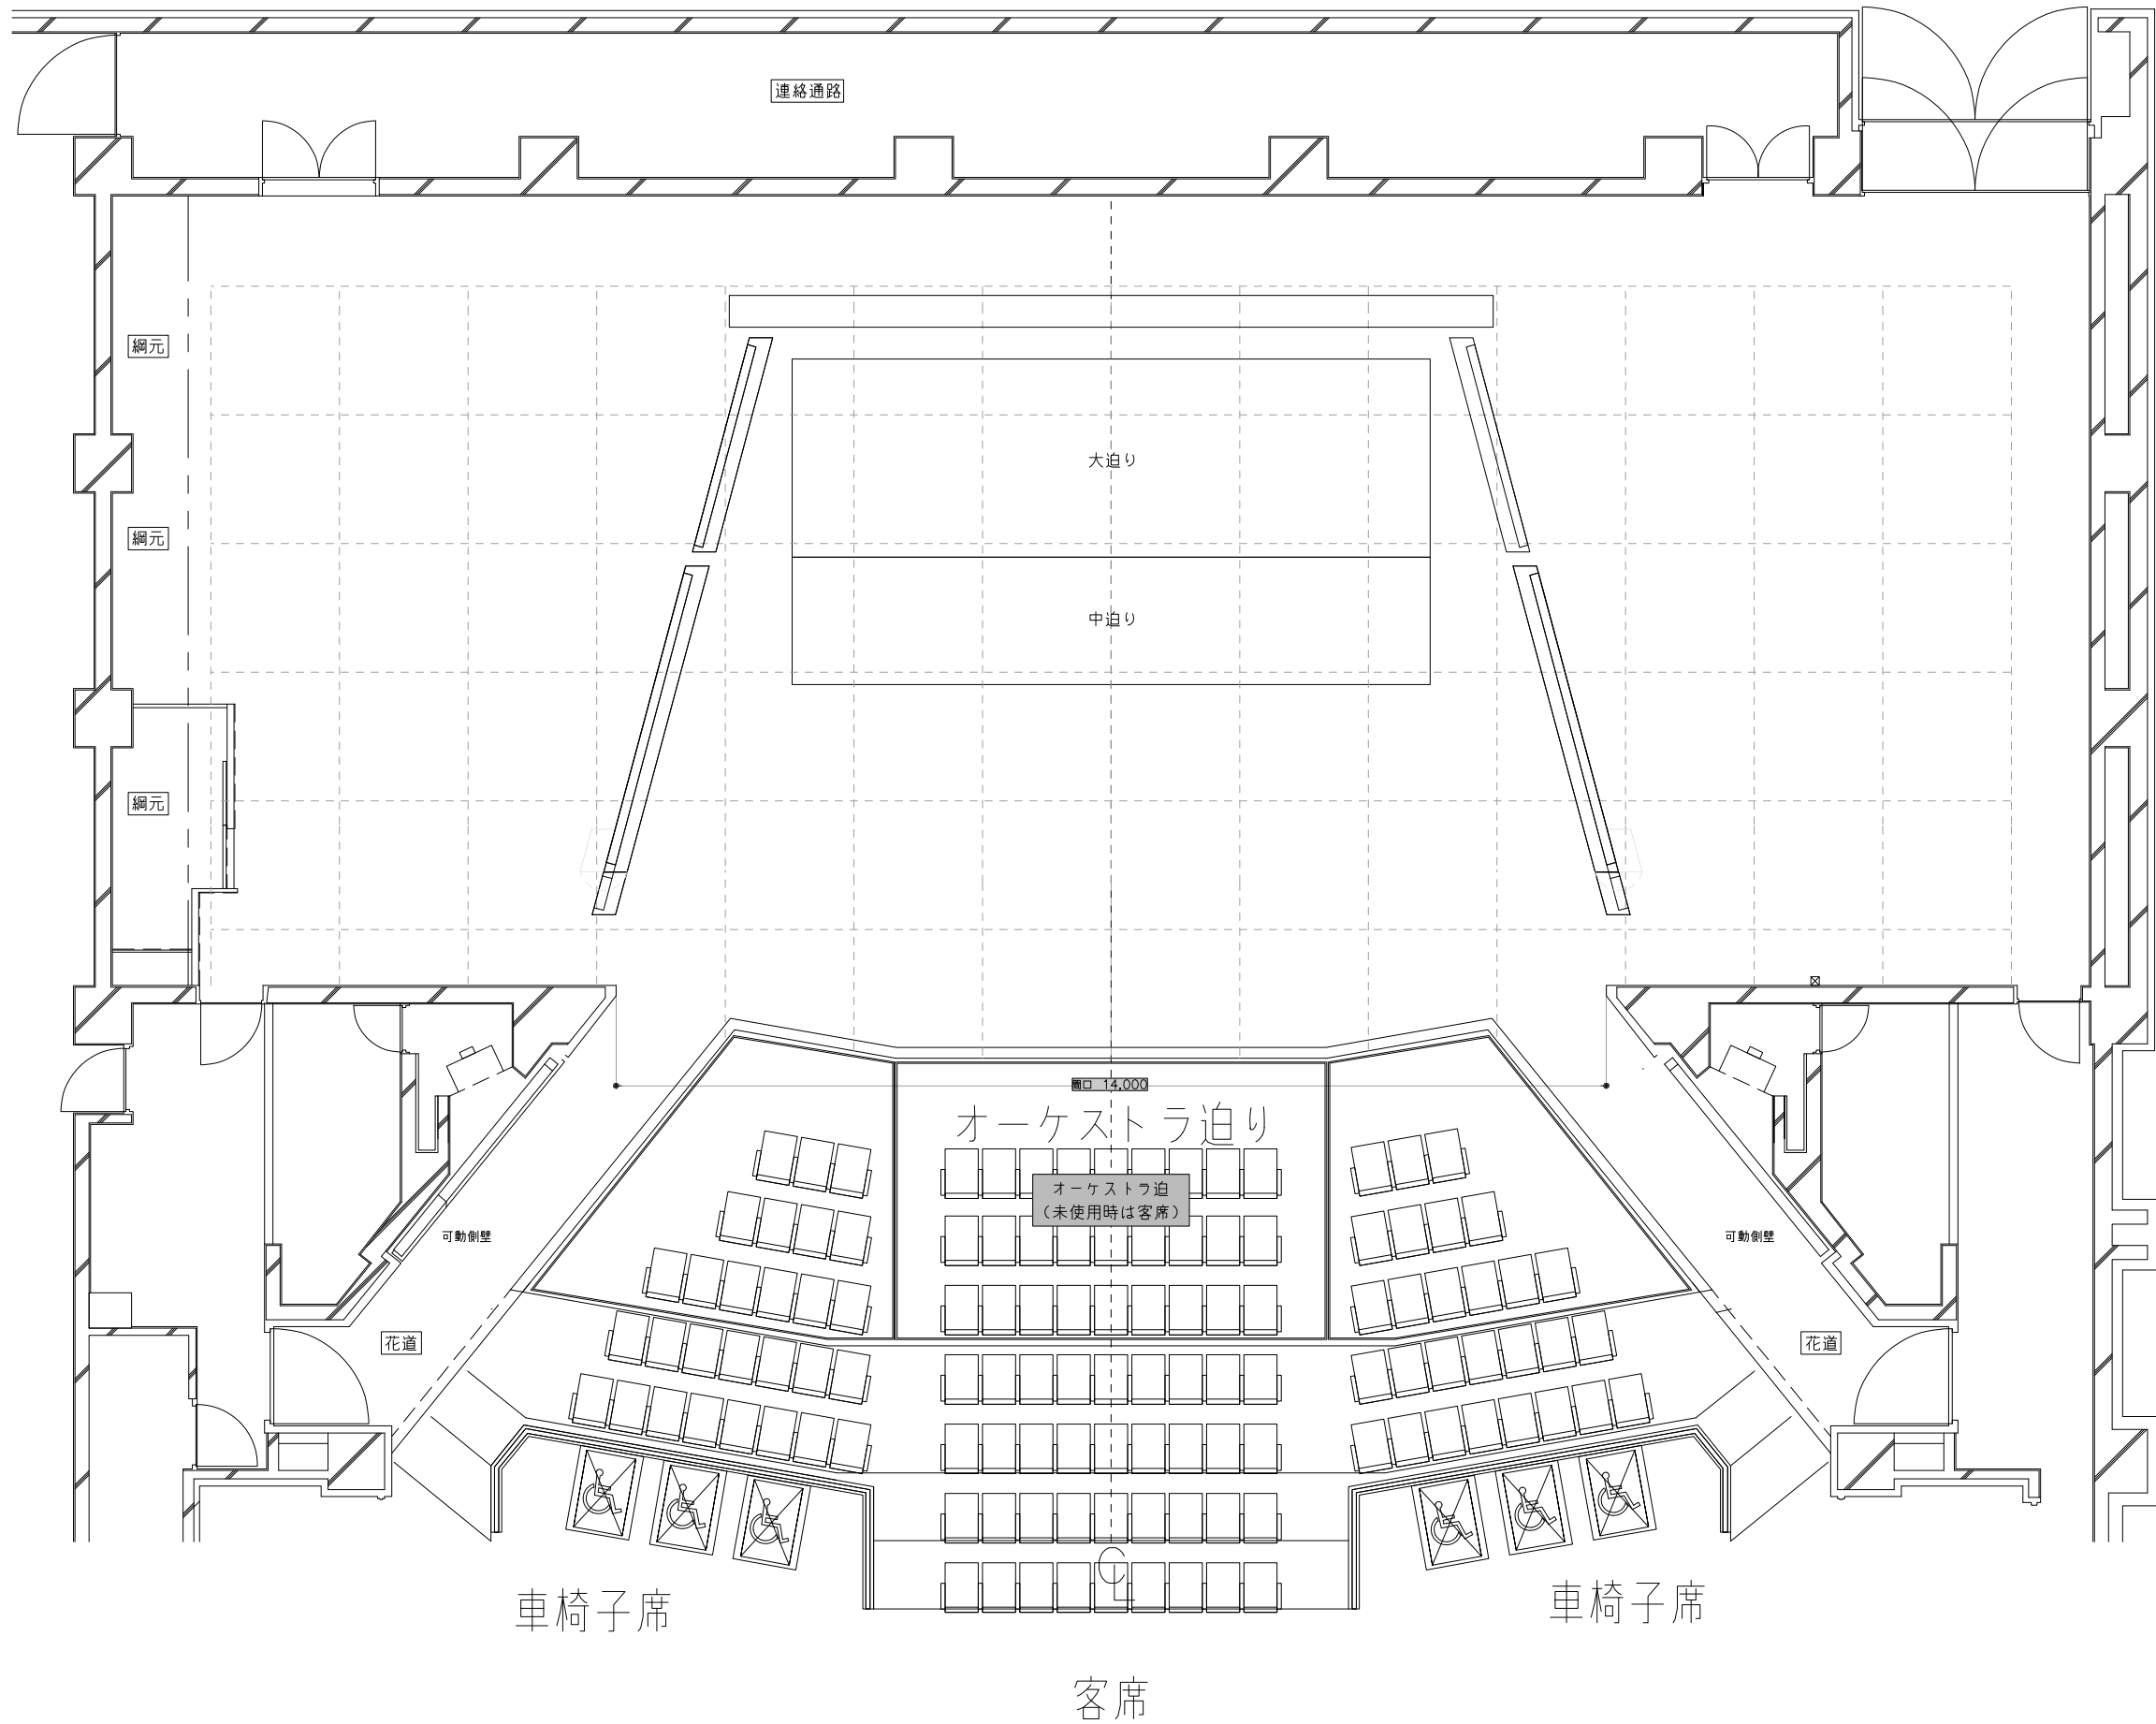 連絡通路
綱元
大迫り
綱元
中迫り
綱元
間口 14,000
オーケストラ迫り
オーケストラ迫
(未使用時は客席)
可動側壁
可動側壁
花道
花道
CL
車椅子席
車椅子席
客席